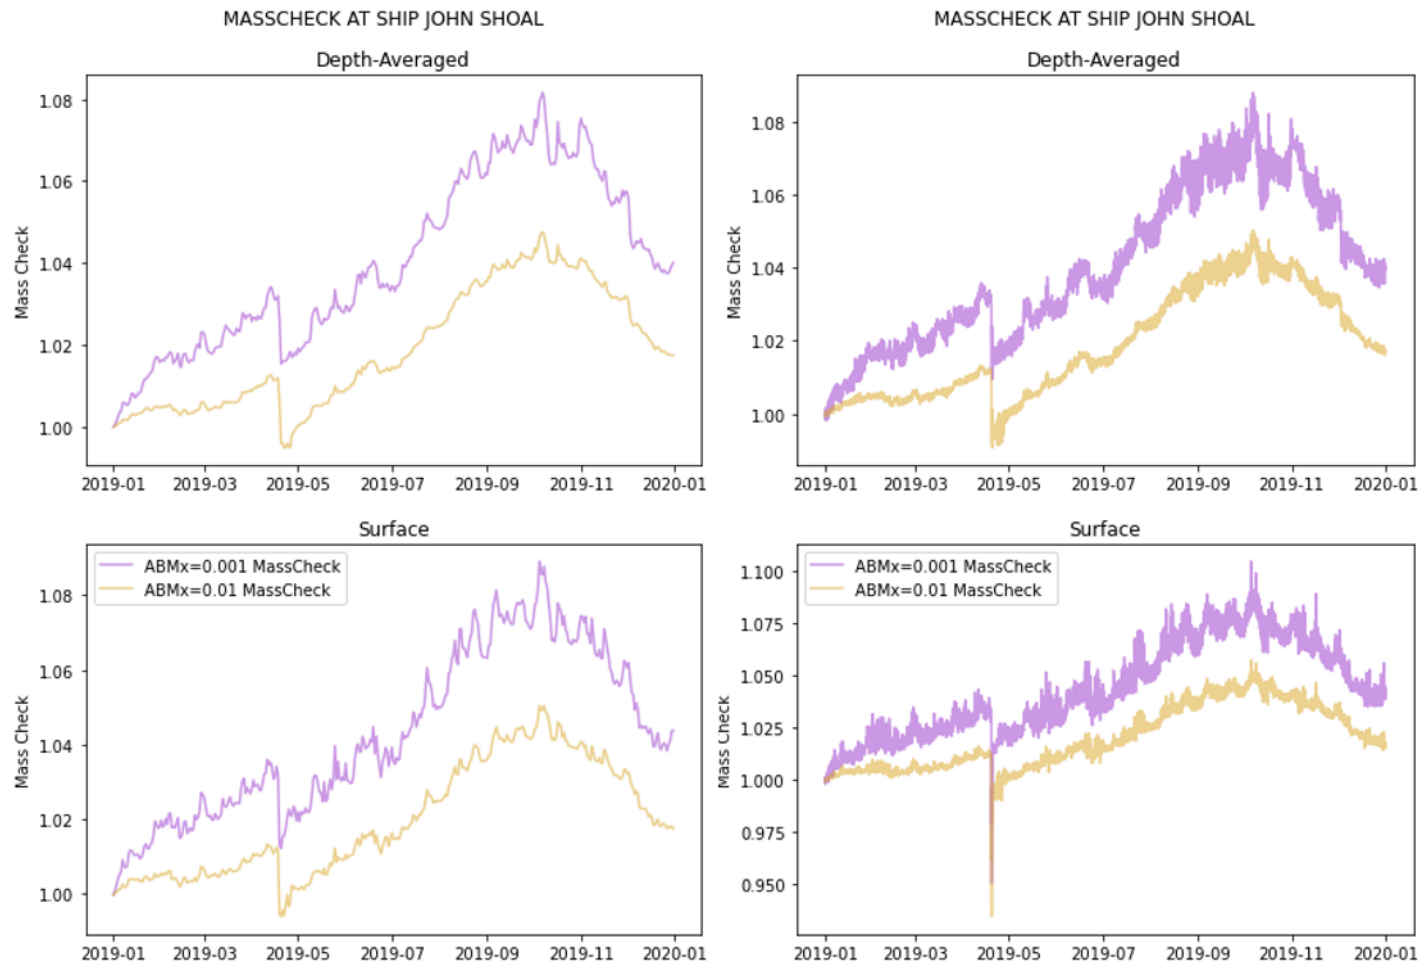 MASSCHECK AT SHIP JOHN SHOAL
Depth-Averaged
Mass Check
1.08
1.06
1.04
1.02
1.00
2019-01 2019-03 2019-05 2019-07 2019-09 2019-11 2020-01
MASSCHECK AT SHIP JOHN SHOAL
Depth-Averaged
Mass Check
1.08
1.06
1.04
1.02
1.00
2019-01 2019-03 2019-05 2019-07 2019-09 2019-11 2020-01
Surface
ABMx=0.001 MassCheck
ABMx=0.01 MassCheck
Mass Check
1.08
1.06
1.04
1.02
1.00
2019-01 2019-03 2019-05 2019-07 2019-09 2019-11 2020-01
Surface
ABMx=0.001 MassCheck
ABMx=0.01 MassCheck
Mass Check
1.100
1.075
1.050
1.025
1.000
0.975
0.950
2019-01 2019-03 2019-05 2019-07 2019-09 2019-11 2020-01